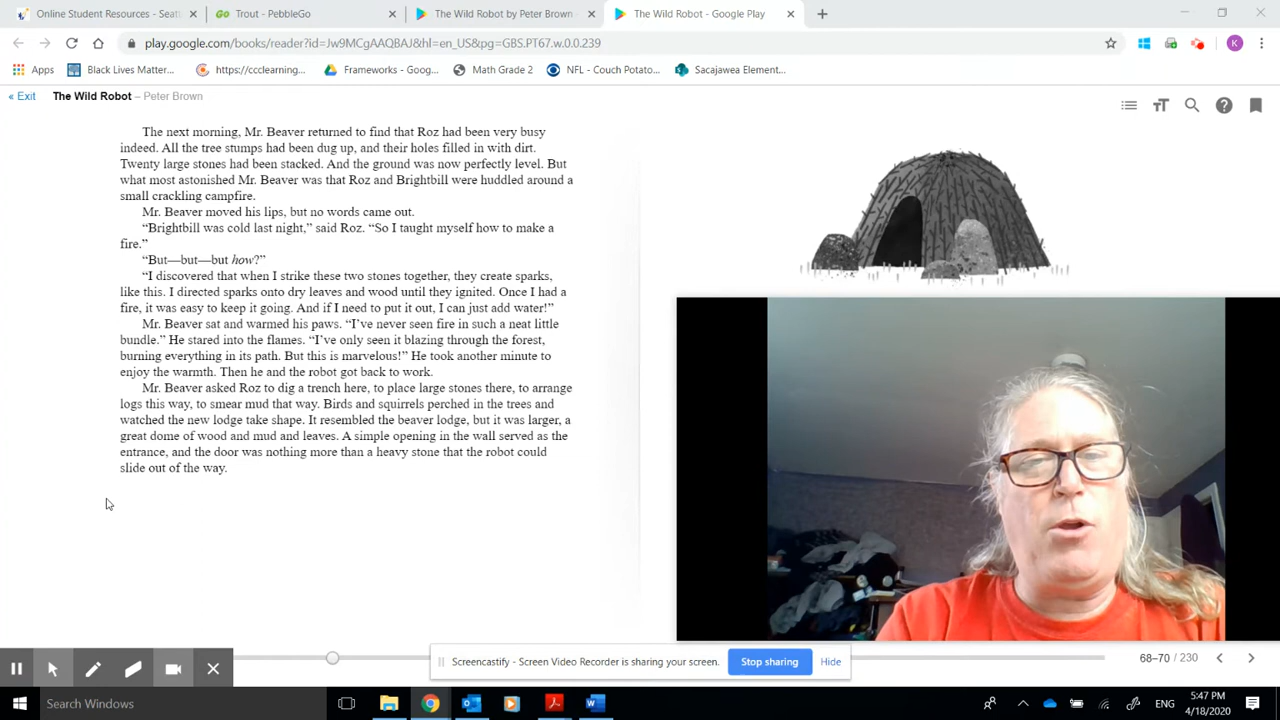 Online Student Resources - Seatt
Trout - PebbleGo
The Wild Robot by Peter Brown -
The Wild Robot - Google Play
play.google.com/books/reader?id=Jw9MCgAAQBAJ&hl=en_US&pg=GBS.PT67.w.0.0.239
K
Apps
Black Lives Matter...
https://ccclearning...
Frameworks - Goog...
Math Grade 2
NFL - Couch Potato...
Sacajawea Element...
« Exit
The Wild Robot – Peter Brown
The next morning, Mr. Beaver returned to find that Roz had been very busy
indeed. All the tree stumps had been dug up, and their holes filled in with dirt.
Twenty large stones had been stacked. And the ground was now perfectly level. But
what most astonished Mr. Beaver was that Roz and Brightbill were huddled around a
small crackling campfire.
Mr. Beaver moved his lips, but no words came out.
“Brightbill was cold last night,” said Roz. “So I taught myself how to make a
fire.”
“But—but—but how?”
“I discovered that when I strike these two stones together, they create sparks,
like this. I directed sparks onto dry leaves and wood until they ignited. Once I had a
fire, it was easy to keep it going. And if I need to put it out, I can just add water!”
Mr. Beaver sat and warmed his paws. “I’ve never seen fire in such a neat little
bundle.” He stared into the flames. “I’ve only seen it blazing through the forest,
burning everything in its path. But this is marvelous!” He took another minute to
enjoy the warmth. Then he and the robot got back to work.
Mr. Beaver asked Roz to dig a trench here, to place large stones there, to arrange
logs this way, to smear mud that way. Birds and squirrels perched in the trees and
watched the new lodge take shape. It resembled the beaver lodge, but it was larger, a
great dome of wood and mud and leaves. A simple opening in the wall served as the
entrance, and the door was nothing more than a heavy stone that the robot could
slide out of the way.
Screencastify - Screen Video Recorder is sharing your screen.
Stop sharing
Hide
68–70 / 230
Search Windows
ENG
5:47 PM
4/18/2020